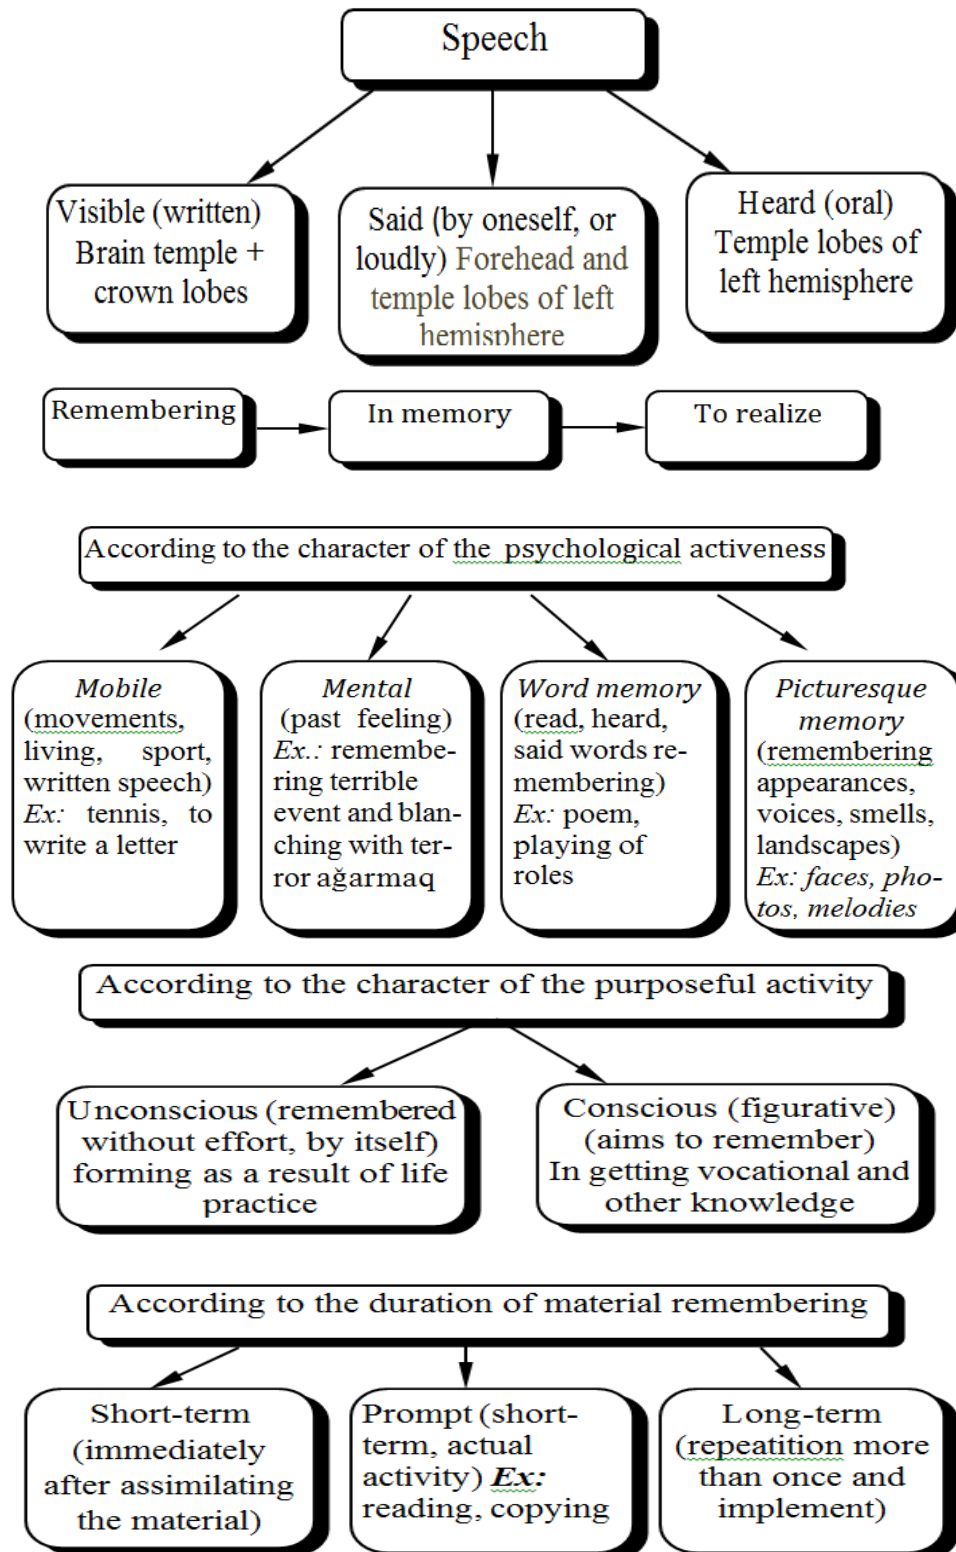 Speech
Visible (written)
Brain temple +
crown lobes
Said (by oneself, or
loudly) Forehead and
temple lobes of left
hemisphere
Heard (oral)
Temple lobes of
left hemisphere
Remembering
In memory
To realize
According to the character of the psychological activeness
Mobile
(movements,
living, sport,
written speech)
Ex: tennis, to
write a letter
Mental
(past feeling)
Ex.: remembe-
ring terrible
event and blan-
ching with ter-
ror ağarmaq
Word memory
(read, heard,
said words re-
membering)
Ex: poem,
playing of
roles
Picturesque
memory
(remembering
appearances,
voices, smells,
landscapes)
Ex: faces, pho-
tos, melodies
According to the character of the purposeful activity
Unconscious (remembered
without effort, by itself)
forming as a result of life
practice
Conscious (figurative)
(aims to remember)
In getting vocational and
other knowledge
According to the duration of material remembering
Short-term
(immediately
after assimilating
the material)
Prompt (short-
term, actual
activity) Ex:
reading, copying
Long-term
(repeatition more
than once and
implement)